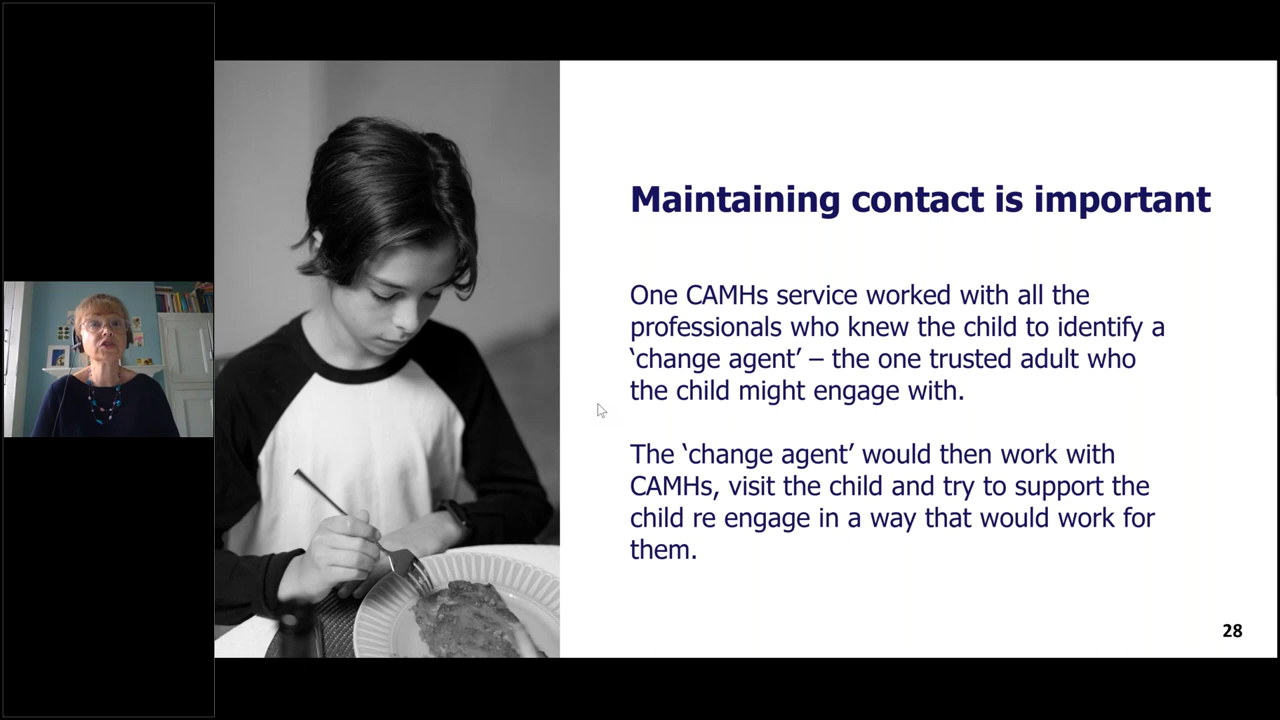 Maintaining contact is important
One CAMHs service worked with all the
professionals who knew the child to identify a
‘change agent’ – the one trusted adult who
the child might engage with.
The ‘change agent’ would then work with
CAMHs, visit the child and try to support the
child re engage in a way that would work for
them.
28